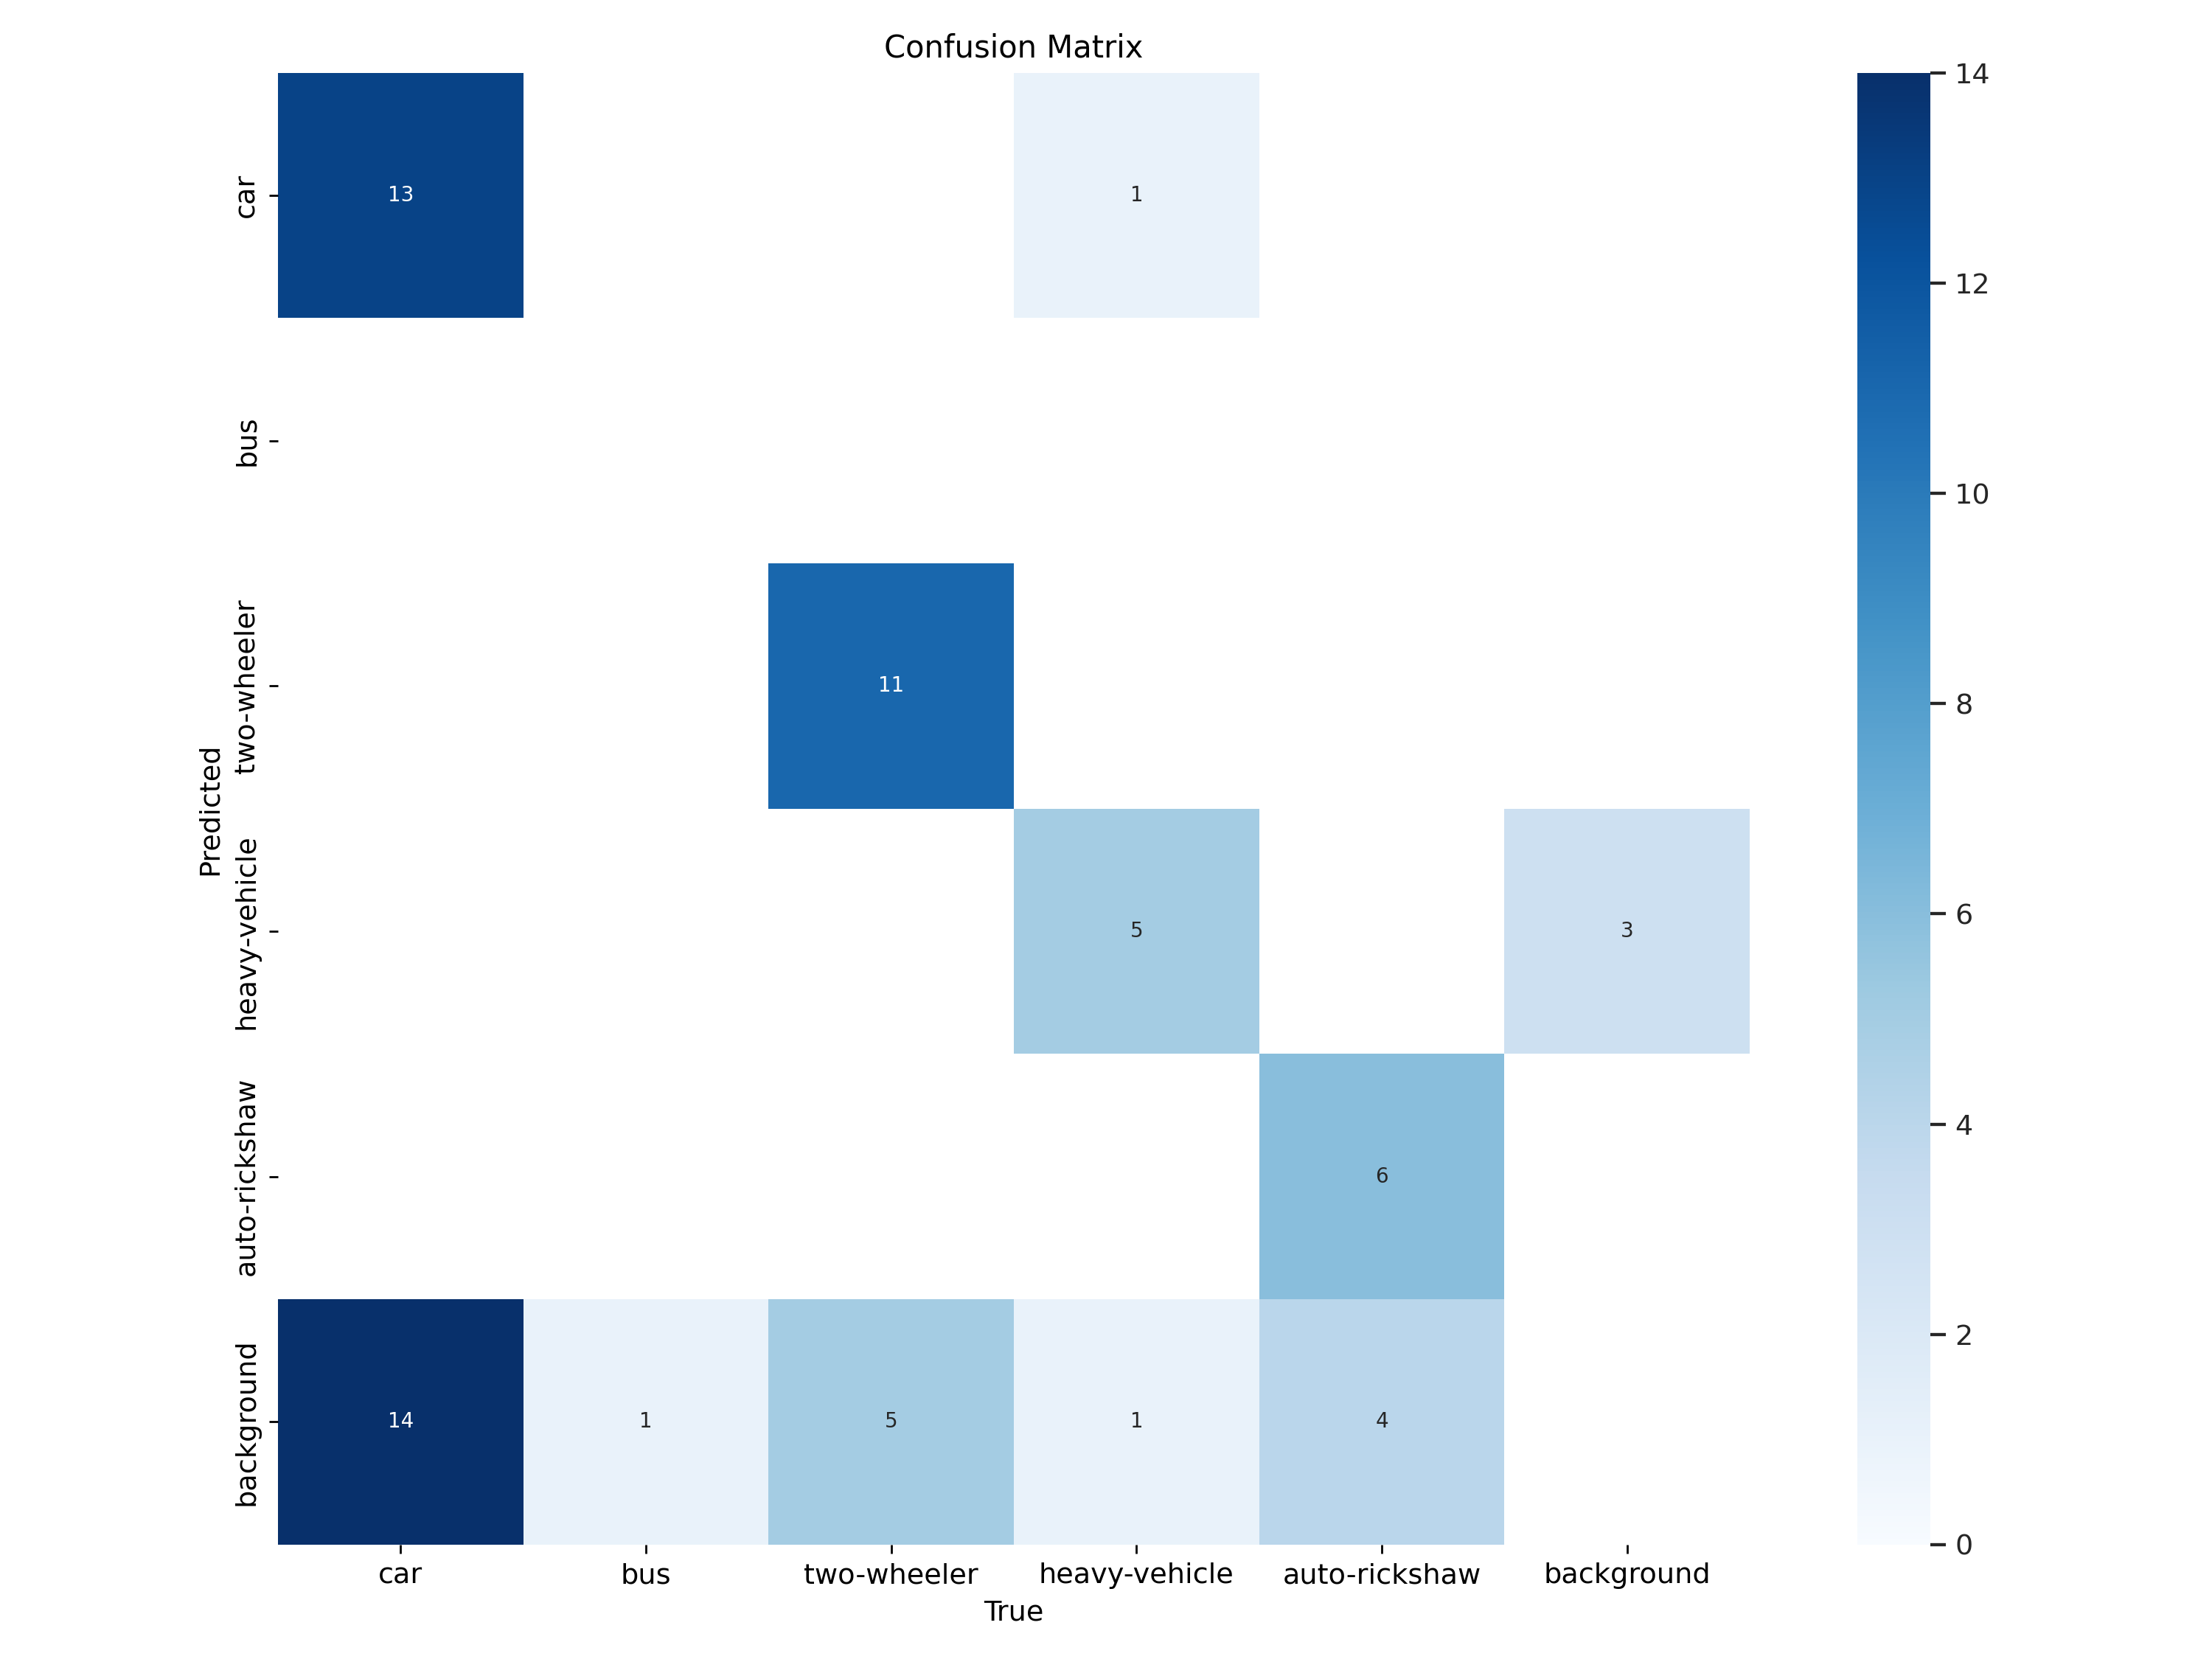 Confusion Matrix
car
bus
two-wheeler
heavy-vehicle
auto-rickshaw
background
Predicted
13
1
11
5
3
6
14
1
5
1
4
car
bus
two-wheeler
heavy-vehicle
auto-rickshaw
background
True
14
12
10
8
6
4
2
0